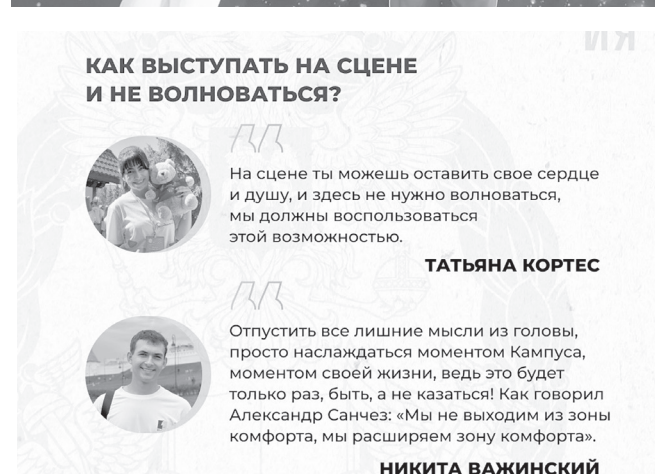 ИЯ
КАК ВЫСТУПАТЬ НА СЦЕНЕ
И НЕ ВОЛНОВАТЬСЯ?
На сцене ты можешь оставить свое сердце
и душу, и здесь не нужно волноваться,
мы должны воспользоваться
этой возможностью.
ТАТЬЯНА КОРТЕС
Отпустить все лишние мысли из головы,
просто наслаждаться моментом Кампуса,
моментом своей жизни, ведь это будет
только раз, быть, а не казаться! Как говорил
Александр Санчез: «Мы не выходим из зоны
комфорта, мы расширяем зону комфорта».
НИКИТА ВАЖИНСКИЙ